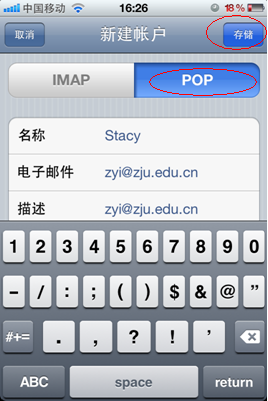 中国移动 16:26 18%
取消 新建帐户 存储
IMAP POP
名称 Stacy
电子邮件 zyi@zju.edu.cn
描述 zyi@zju.edu.cn
1 2 3 4 5 6 7 8 9 0
- / : ; ( ) $ & @ "
#+= . , ? ! ’
ABC space return